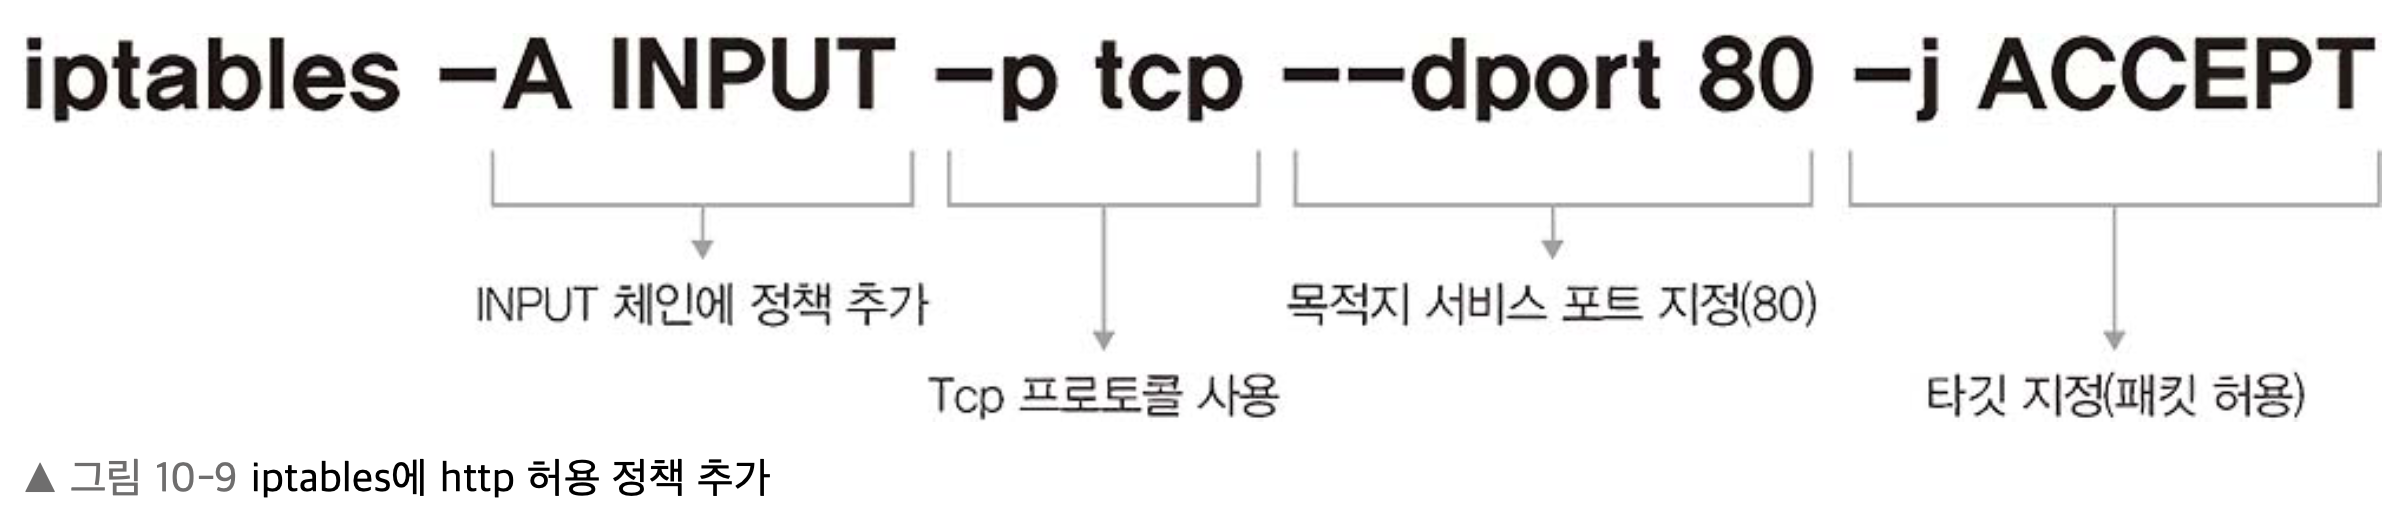 iptables -A INPUT -p tcp --dport 80 -j ACCEPT
INPUT 체인에 정책 추가
목적지 서비스 포트 지정(80)
Tcp 프로토콜 사용
타깃 지정(패킷 허용)
▲ 그림 10-9 iptables에 http 허용 정책 추가